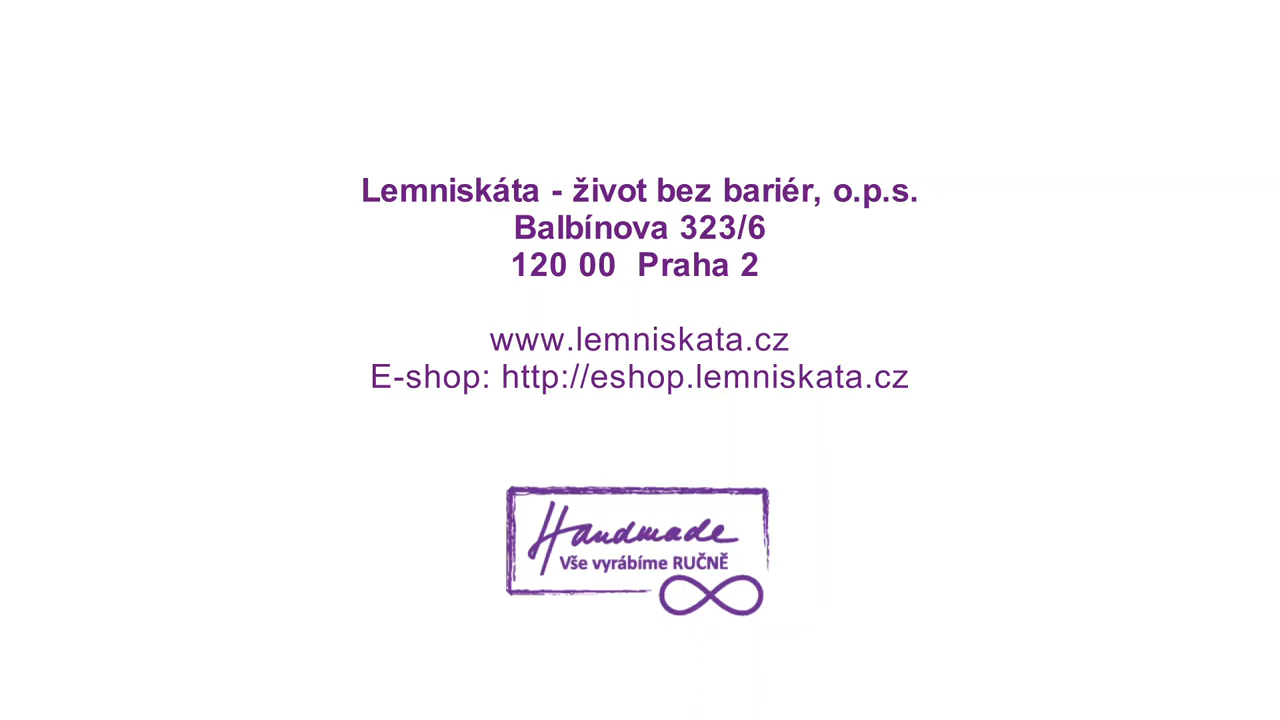 Lemniskáta - život bez bariér, o.p.s.
Balbínova 323/6
120 00  Praha 2
www.lemniskata.cz
E-shop: http://eshop.lemniskata.cz
Handmade
Vše vyrábíme RUČNĚ